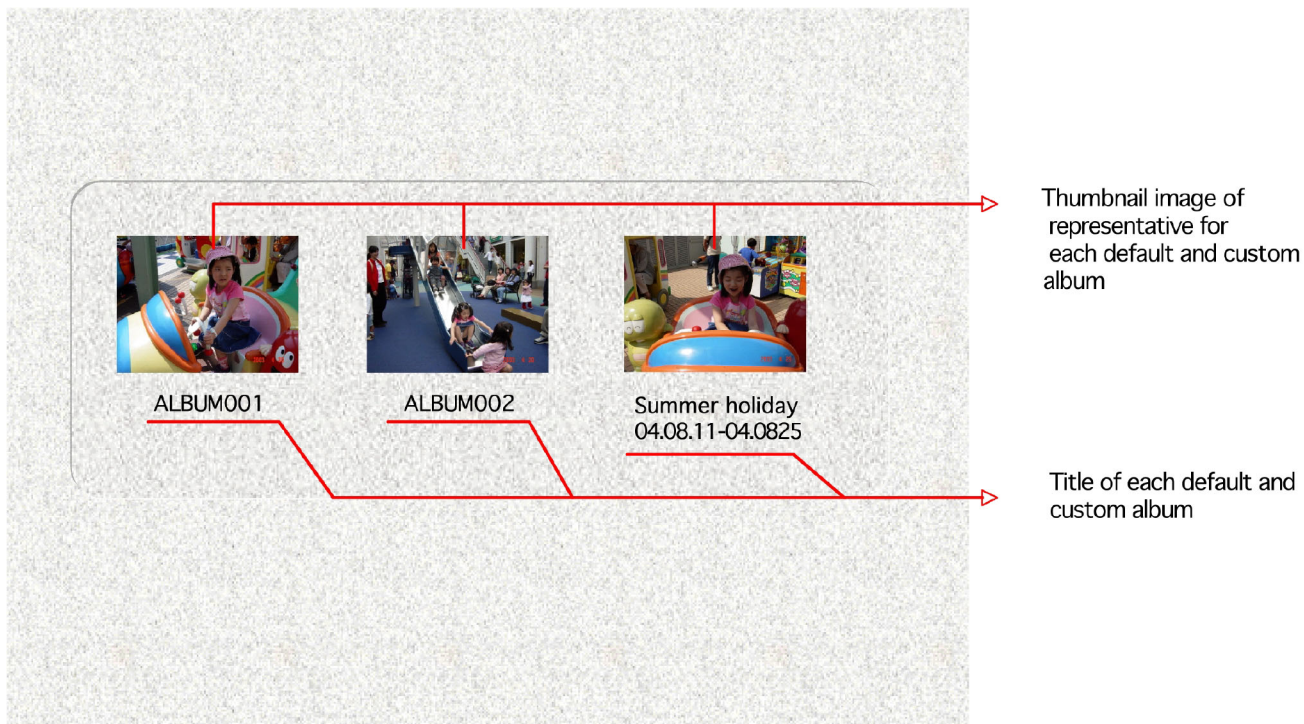 Thumbnail image of
representative for
each default and custom
album
ALBUM001
ALBUM002
Summer holiday
04.08.11-04.0825
Title of each default and
custom album